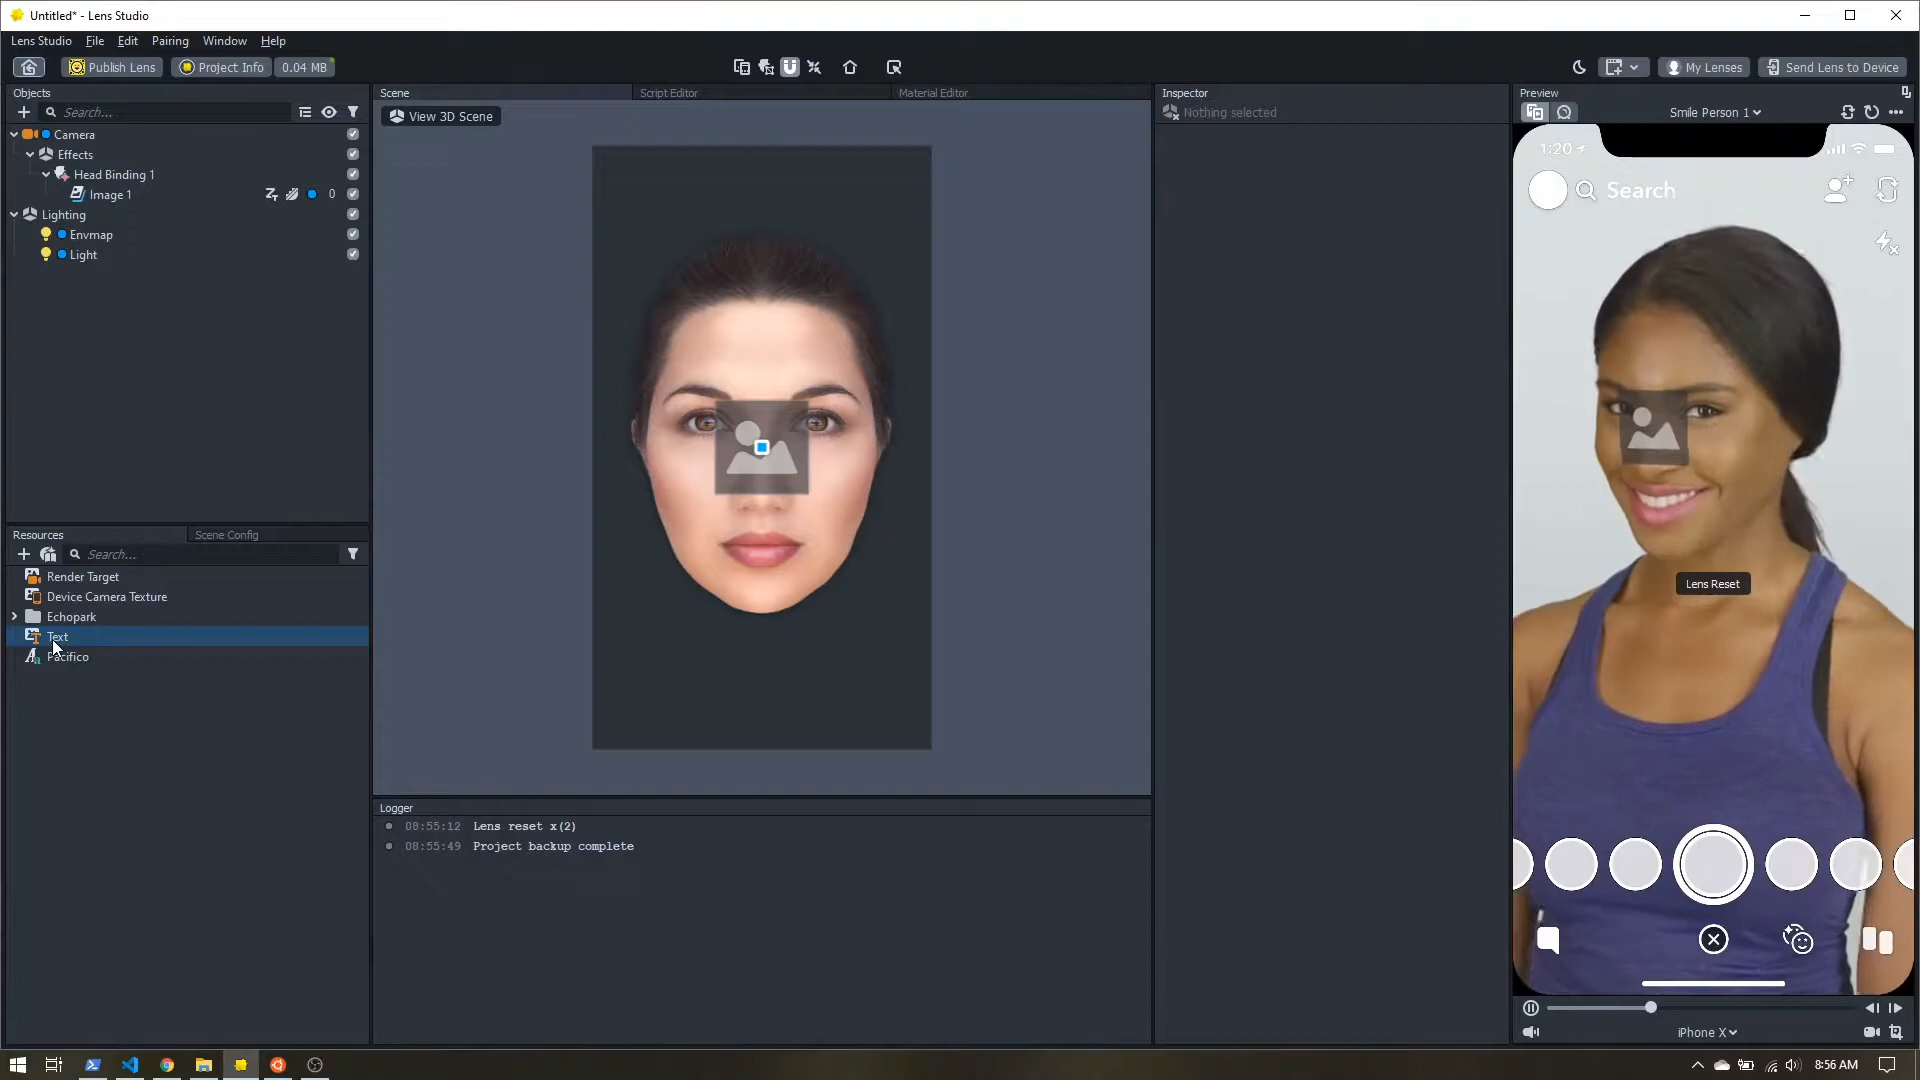 Untitled* - Lens Studio
Lens Studio File Edit Pairing Window Help
Publish Lens Project Info 0.04 MB My Lenses Send Lens to Device
Objects
Search...
Camera
Effects
Head Binding 1
Image 1 0
Lighting
Envmap
Light
Resources Scene Config
Search...
Render Target
Device Camera Texture
Echopark
Text
Pacifico
Scene Script Editor Material Editor
View 3D Scene
Logger
08:55:12 Lens reset x(2)
08:55:49 Project backup complete
Inspector
Nothing selected
Preview
Smile Person 1
1:20
Search
Lens Reset
iPhone X
8:56 AM